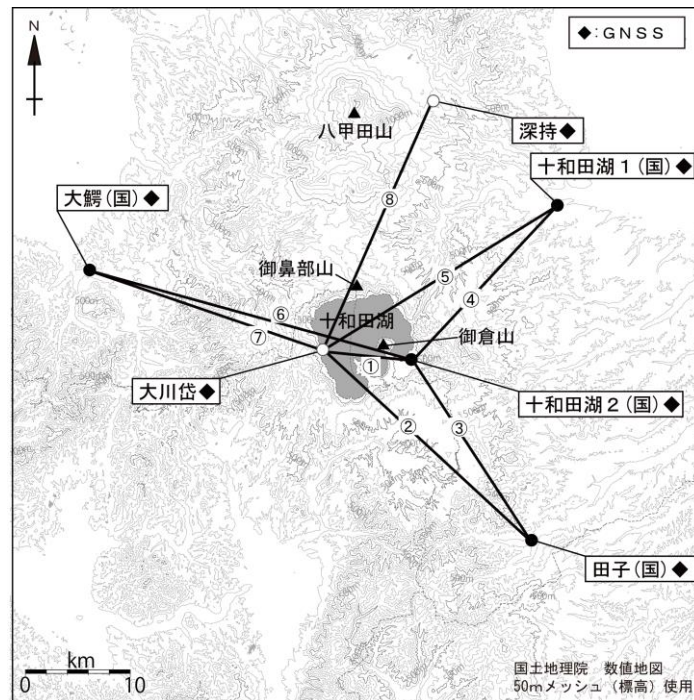 N
◆:GNSS
八甲田山
深持◆
十和田湖1(国)◆
大鰐(国)◆
⑧
御鼻部山
⑤
④
⑥
十和田湖
⑦
御倉山
①
大川岱◆
十和田湖2(国)◆
②
③
田子(国)◆
km
0 10
国土地理院 数値地図
50mメッシュ(標高)使用